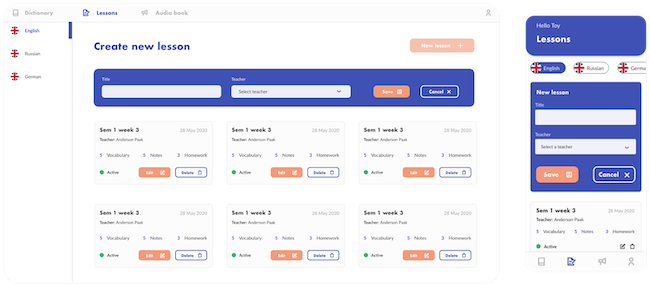 Dictionary
Lessons
Audio book
English
Russian
German
Create new lesson
New lesson +
Title
Teacher
Select teacher
Save
Cancel
Sem 1 week 3 28 May 2020
Teacher: Anderson Paak
5 Vocabulary 5 Notes 3 Homework
Active Edit Delete
Sem 1 week 3 28 May 2020
Teacher: Anderson Paak
5 Vocabulary 5 Notes 3 Homework
Active Edit Delete
Sem 1 week 3 28 May 2020
Teacher: Anderson Paak
5 Vocabulary 5 Notes 3 Homework
Active Edit Delete
Sem 1 week 3 28 May 2020
Teacher: Anderson Paak
5 Vocabulary 5 Notes 3 Homework
Active Edit Delete
Sem 1 week 3 28 May 2020
Teacher: Anderson Paak
5 Vocabulary 5 Notes 3 Homework
Active Edit Delete
Sem 1 week 3 28 May 2020
Teacher: Anderson Paak
5 Vocabulary 5 Notes 3 Homework
Active Edit Delete
Hello Toy
Lessons
English
Russian
Germa
New lesson
Title
Teacher
Select a teacher
Save
Cancel
Sem 1 week 3 28 May 2020
Teacher: Anderson Paak
5 Vocabulary 5 Notes 3 Homework
Active